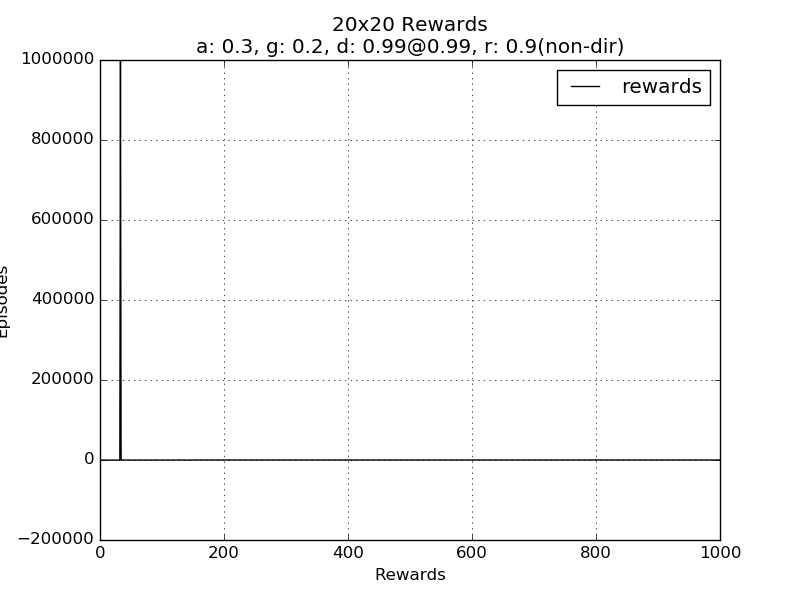 20x20 Rewards
a: 0.3, g: 0.2, d: 0.99@0.99, r: 0.9(non-dir)
rewards
1000000
800000
600000
400000
200000
0
−200000
Episodes
0 200 400 600 800 1000
Rewards